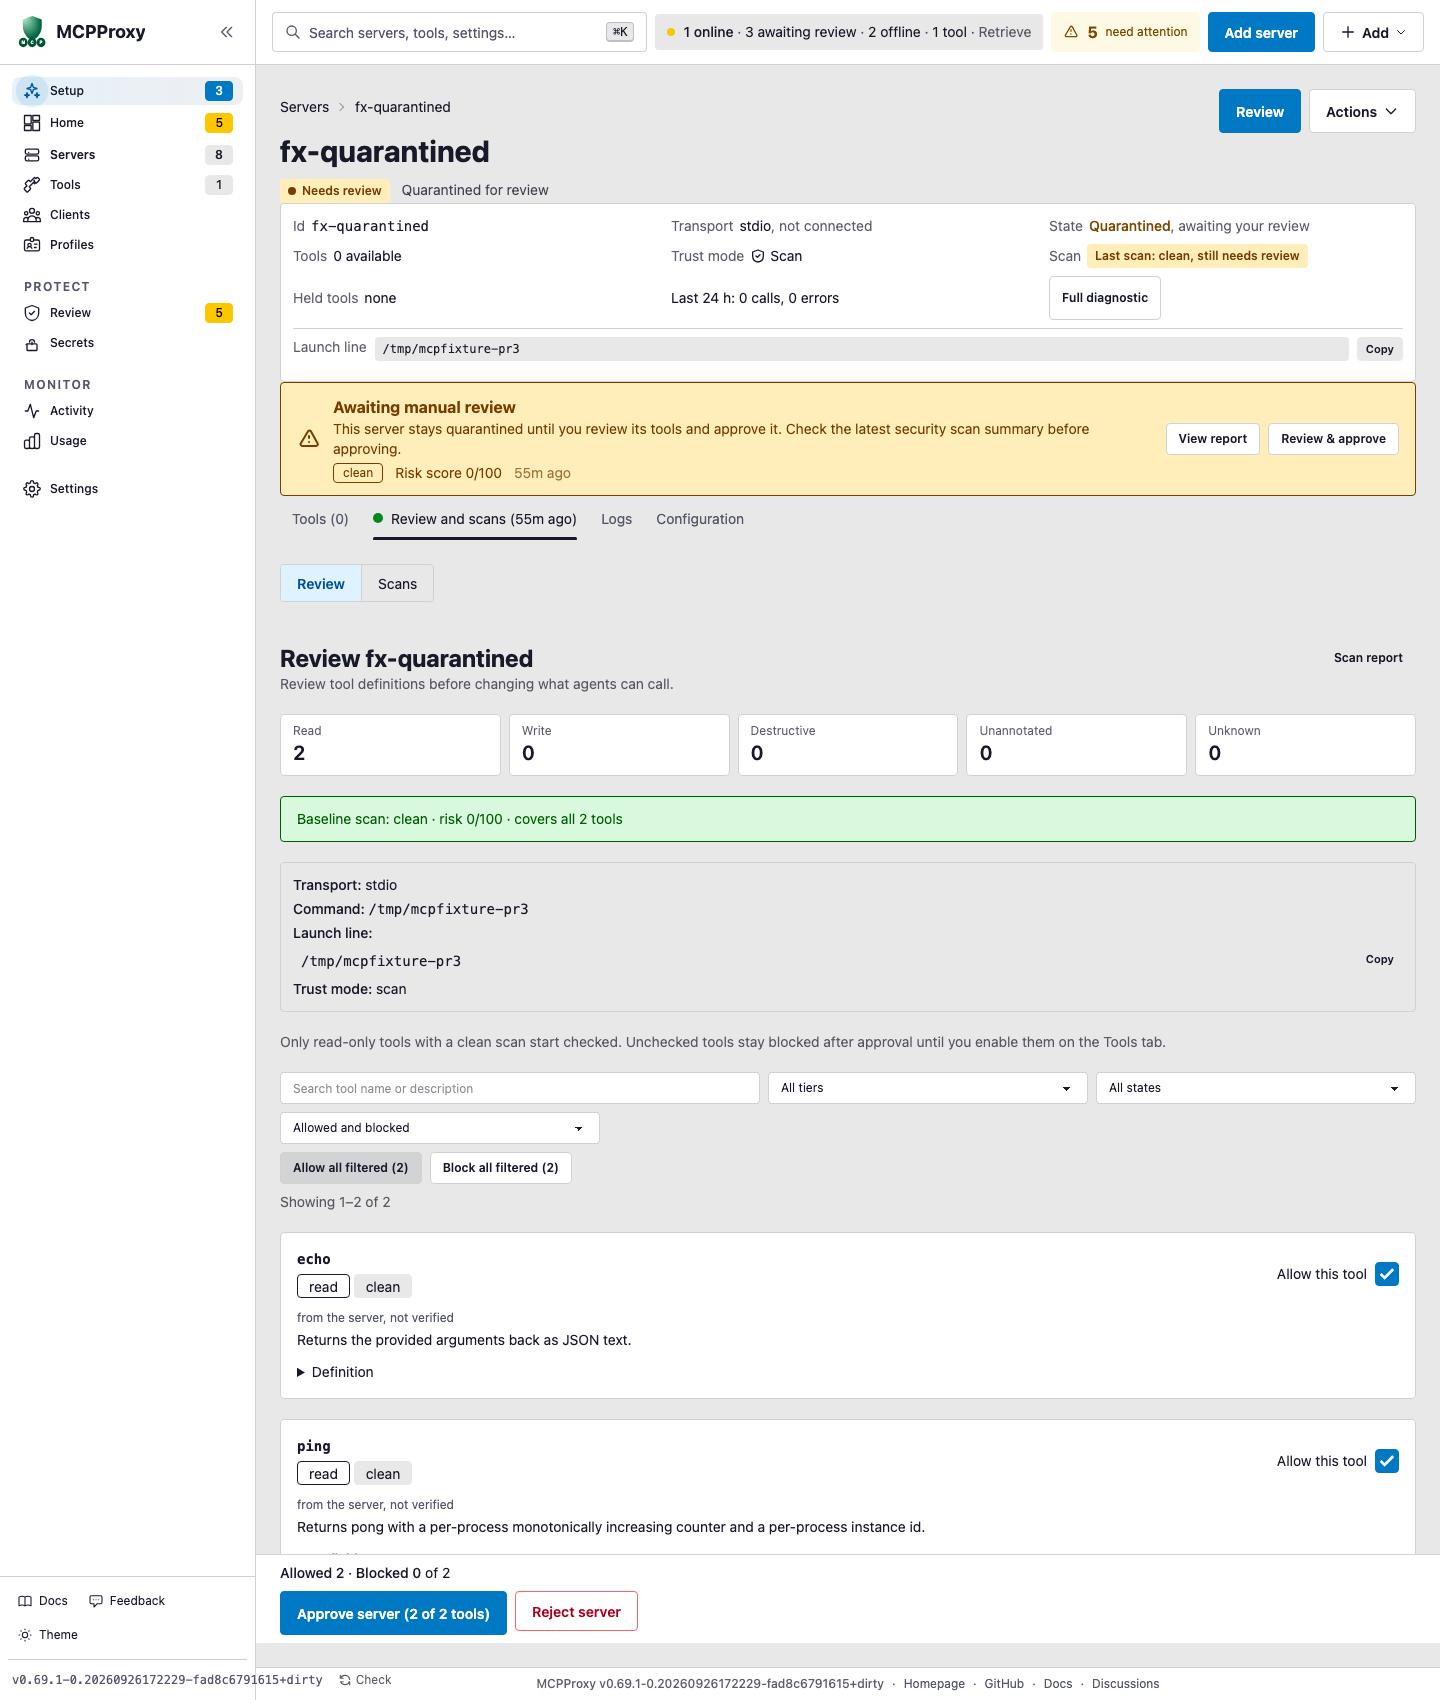 MCPProxy
Search servers, tools, settings... ⌘K
1 online · 3 awaiting review · 2 offline · 1 tool · Retrieve
5 need attention
Add server
Add
Setup 3
Home 5
Servers 8
Tools 1
Clients
Profiles
PROTECT
Review 5
Secrets
MONITOR
Activity
Usage
Settings
Docs
Feedback
Theme
v0.69.1-0.20260926172229-fad8c6791615+dirty
Check
Servers > fx-quarantined
Review
Actions
fx-quarantined
Needs review Quarantined for review
Id fx-quarantined
Transport stdio, not connected
State Quarantined, awaiting your review
Tools 0 available
Trust mode Scan
Scan Last scan: clean, still needs review
Held tools none
Last 24 h: 0 calls, 0 errors
Full diagnostic
Launch line /tmp/mcpfixture-pr3 Copy
Awaiting manual review
This server stays quarantined until you review its tools and approve it. Check the latest security scan summary before
approving.
clean Risk score 0/100 55m ago
View report
Review & approve
Tools (0)
Review and scans (55m ago)
Logs
Configuration
Review
Scans
Review fx-quarantined
Scan report
Review tool definitions before changing what agents can call.
Read
2
Write
0
Destructive
0
Unannotated
0
Unknown
0
Baseline scan: clean · risk 0/100 · covers all 2 tools
Transport: stdio
Command: /tmp/mcpfixture-pr3
Launch line:
/tmp/mcpfixture-pr3 Copy
Trust mode: scan
Only read-only tools with a clean scan start checked. Unchecked tools stay blocked after approval until you enable them on the Tools tab.
Search tool name or description
All tiers
All states
Allowed and blocked
Allow all filtered (2)
Block all filtered (2)
Showing 1–2 of 2
echo
read clean
Allow this tool
from the server, not verified
Returns the provided arguments back as JSON text.
Definition
ping
read clean
Allow this tool
from the server, not verified
Returns pong with a per-process monotonically increasing counter and a per-process instance id.
Allowed 2 · Blocked 0 of 2
Approve server (2 of 2 tools)
Reject server
MCPProxy v0.69.1-0.20260926172229-fad8c6791615+dirty · Homepage · GitHub · Docs · Discussions